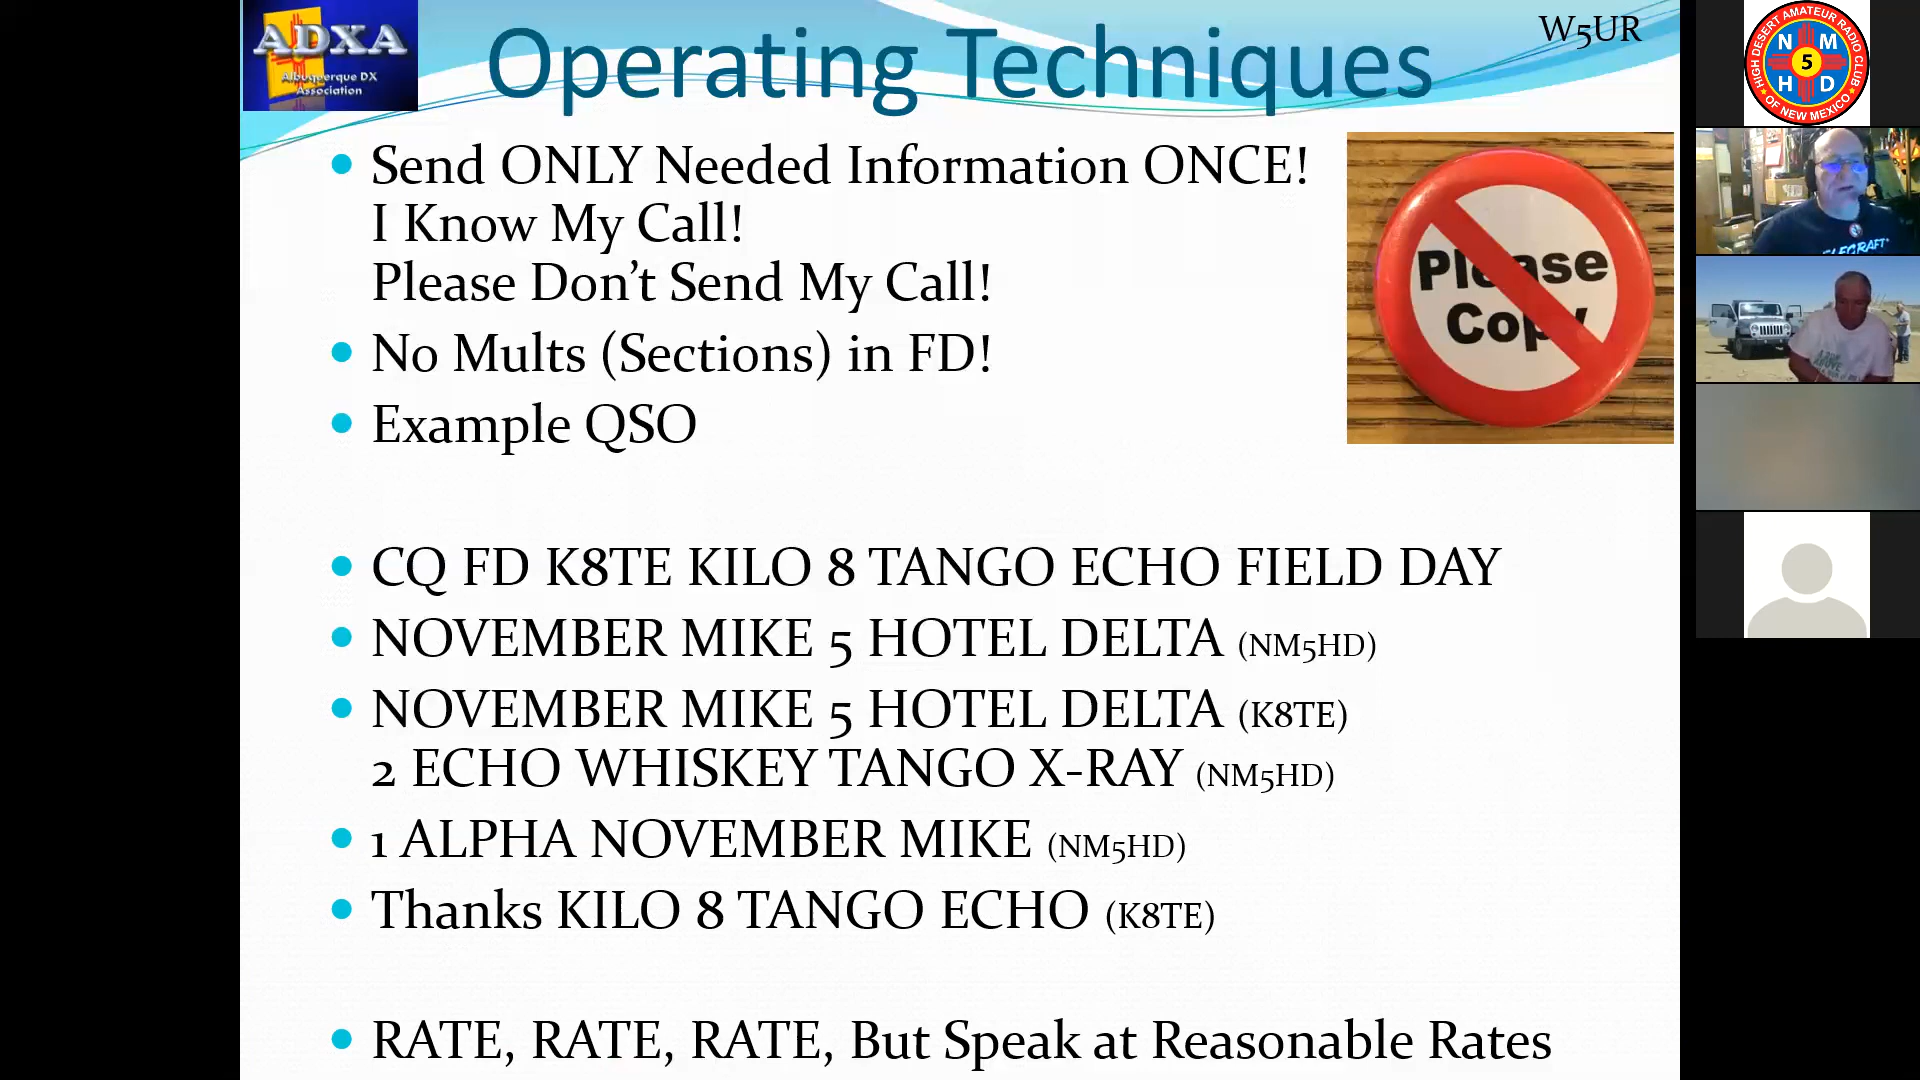 ADXA
Albuquerque DX
Association
Operating Techniques
W5UR
Send ONLY Needed Information ONCE!
I Know My Call!
Please Don't Send My Call!
No Mults (Sections) in FD!
Example QSO
Please
Copy
CQ FD K8TE KILO 8 TANGO ECHO FIELD DAY
NOVEMBER MIKE 5 HOTEL DELTA (NM5HD)
NOVEMBER MIKE 5 HOTEL DELTA (K8TE)
2 ECHO WHISKEY TANGO X-RAY (NM5HD)
1 ALPHA NOVEMBER MIKE (NM5HD)
Thanks KILO 8 TANGO ECHO (K8TE)
RATE, RATE, RATE, But Speak at Reasonable Rates
HIGH DESERT AMATEUR RADIO CLUB
N M
5
H D
OF NEW MEXICO